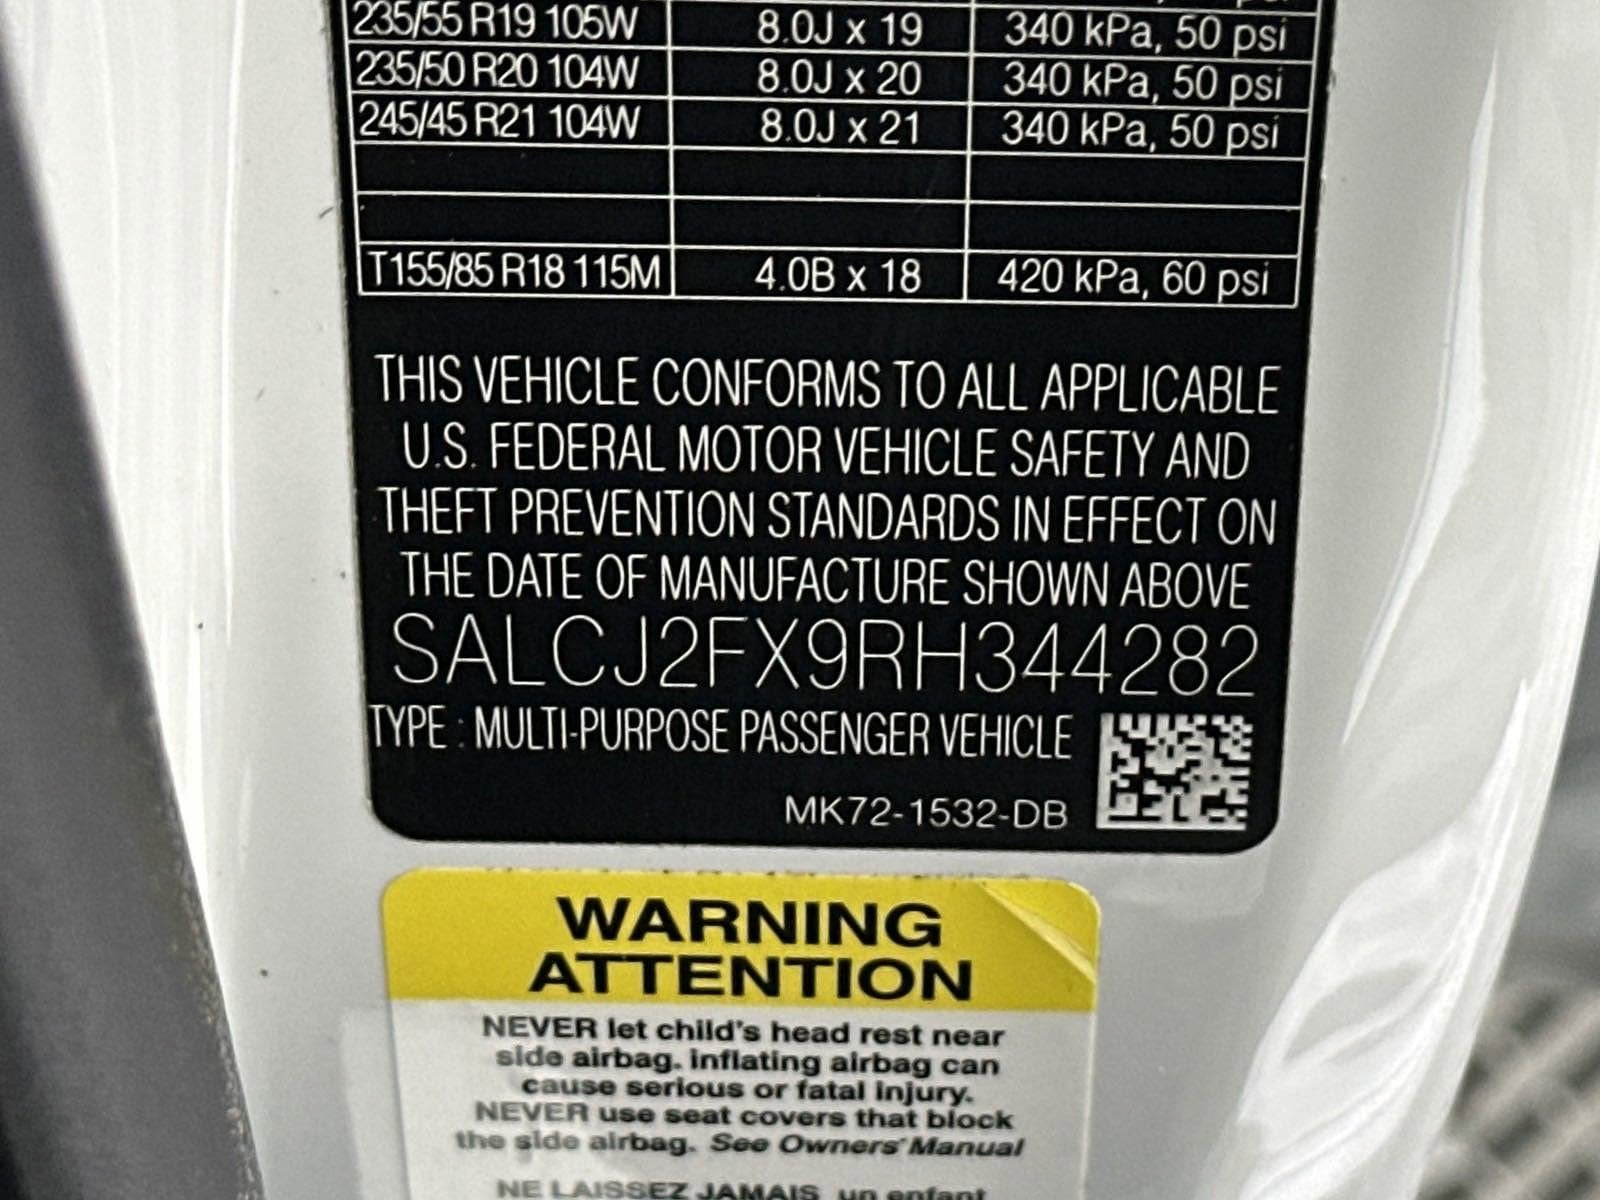 235/55 R19 105W 8.0J x 19 340 kPa, 50 psi
235/50 R20 104W 8.0J x 20 340 kPa, 50 psi
245/45 R21 104W 8.0J x 21 340 kPa, 50 psi
T155/85 R18 115M 4.0B x 18 420 kPa, 60 psi
THIS VEHICLE CONFORMS TO ALL APPLICABLE
U.S. FEDERAL MOTOR VEHICLE SAFETY AND
THEFT PREVENTION STANDARDS IN EFFECT ON
THE DATE OF MANUFACTURE SHOWN ABOVE
SALCJ2FX9RH344282
TYPE : MULTI-PURPOSE PASSENGER VEHICLE
MK72-1532-DB
WARNING
ATTENTION
NEVER let child's head rest near
side airbag. inflating airbag can
cause serious or fatal injury.
NEVER use seat covers that block
the side airbag. See Owners' Manual
NE LAISSEZ JAMAIS un enfant